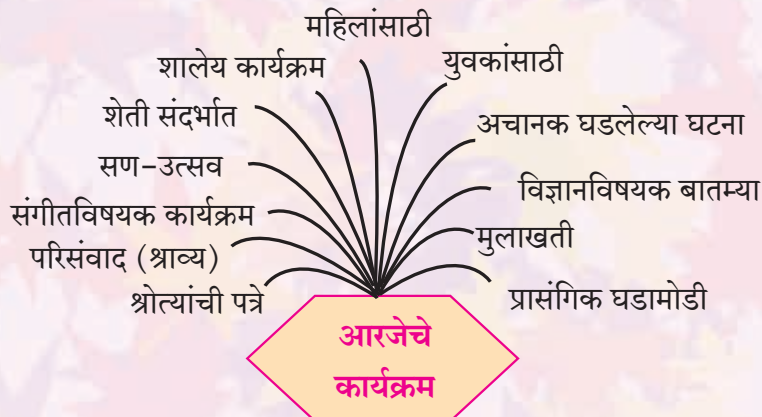 महिलांसाठी
शालेय कार्यक्रम
युवकांसाठी
शेती संदर्भात
अचानक घडलेल्या घटना
सण-उत्सव
विज्ञानविषयक बातम्या
संगीतविषयक कार्यक्रम
मुलाखती
परिसंवाद (श्राव्य)
श्रोत्यांची पत्रे
प्रासंगिक घडामोडी
आरजेचे
कार्यक्रम